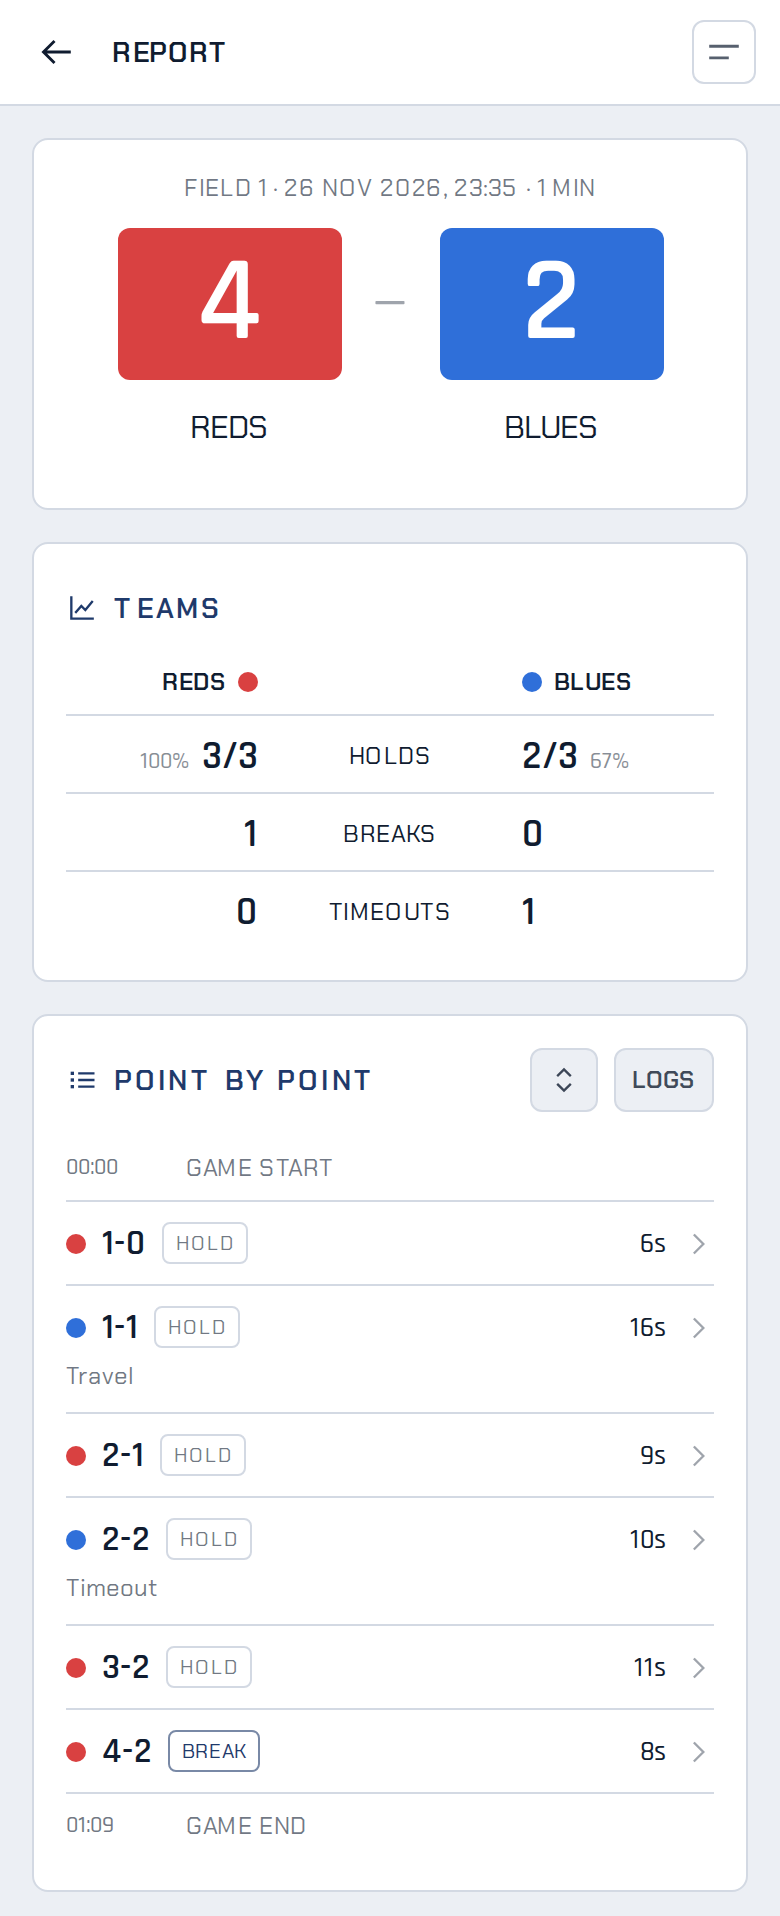 REPORT
FIELD 1 · 26 NOV 2026, 23:35 · 1 MIN
4 – 2
REDS BLUES
TEAMS
REDS BLUES
100% 3/3 HOLDS 2/3 67%
1 BREAKS 0
0 TIMEOUTS 1
POINT BY POINT LOGS
00:00 GAME START
1-0 HOLD 6s
1-1 HOLD 16s
Travel
2-1 HOLD 9s
2-2 HOLD 10s
Timeout
3-2 HOLD 11s
4-2 BREAK 8s
01:09 GAME END